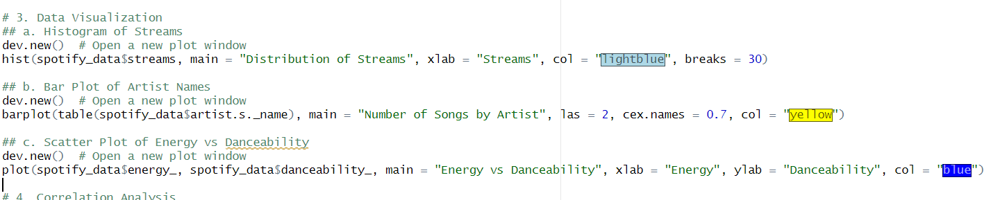 # 3. Data Visualization
## a. Histogram of Streams
dev.new()  # Open a new plot window
hist(spotify_data$streams, main = "Distribution of Streams", xlab = "Streams", col = "lightblue", breaks = 30)
## b. Bar Plot of Artist Names
dev.new()  # Open a new plot window
barplot(table(spotify_data$artist.s._name), main = "Number of Songs by Artist", las = 2, cex.names = 0.7, col = "yellow")
## c. Scatter Plot of Energy vs Danceability
dev.new()  # Open a new plot window
plot(spotify_data$energy_, spotify_data$danceability_, main = "Energy vs Danceability", xlab = "Energy", ylab = "Danceability", col = "blue")
# 4. Correlation Analysis